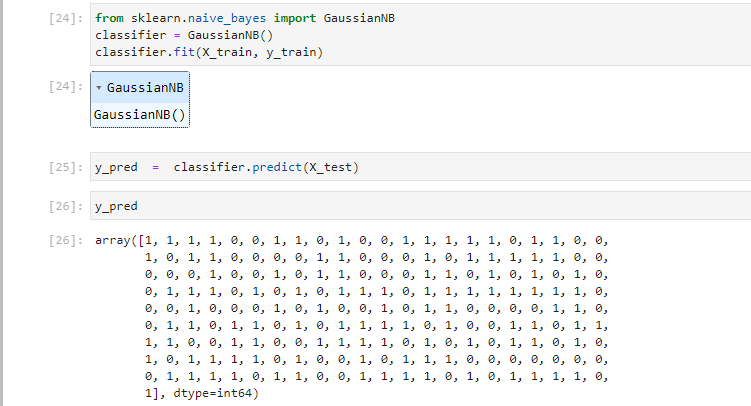 [24]: from sklearn.naive_bayes import GaussianNB
classifier = GaussianNB()
classifier.fit(X_train, y_train)
[24]: ▾ GaussianNB
GaussianNB()
[25]: y_pred  =  classifier.predict(X_test)
[26]: y_pred
[26]: array([1, 1, 1, 1, 0, 0, 1, 1, 0, 1, 0, 0, 1, 1, 1, 1, 1, 0, 1, 1, 0, 0,
1, 0, 1, 1, 0, 0, 0, 0, 1, 1, 0, 0, 0, 1, 0, 1, 1, 1, 1, 1, 0, 0,
0, 0, 0, 1, 0, 0, 1, 0, 1, 1, 0, 0, 0, 1, 1, 0, 1, 0, 1, 0, 1, 0,
0, 1, 1, 1, 0, 1, 0, 1, 0, 1, 1, 1, 0, 1, 1, 1, 1, 1, 1, 1, 1, 0,
0, 0, 1, 0, 0, 0, 1, 0, 1, 0, 0, 1, 0, 1, 1, 0, 0, 0, 0, 1, 1, 0,
0, 1, 1, 0, 1, 1, 0, 1, 0, 1, 1, 1, 1, 0, 1, 0, 0, 1, 1, 0, 1, 1,
1, 1, 0, 0, 1, 1, 0, 0, 1, 1, 1, 1, 0, 1, 0, 1, 0, 1, 1, 0, 1, 0,
1, 0, 1, 1, 1, 1, 0, 1, 0, 0, 1, 0, 1, 1, 1, 0, 0, 0, 0, 0, 0, 0,
0, 1, 1, 1, 1, 0, 1, 1, 0, 0, 1, 1, 1, 1, 1, 0, 1, 0, 1, 1, 1, 1, 0,
1], dtype=int64)